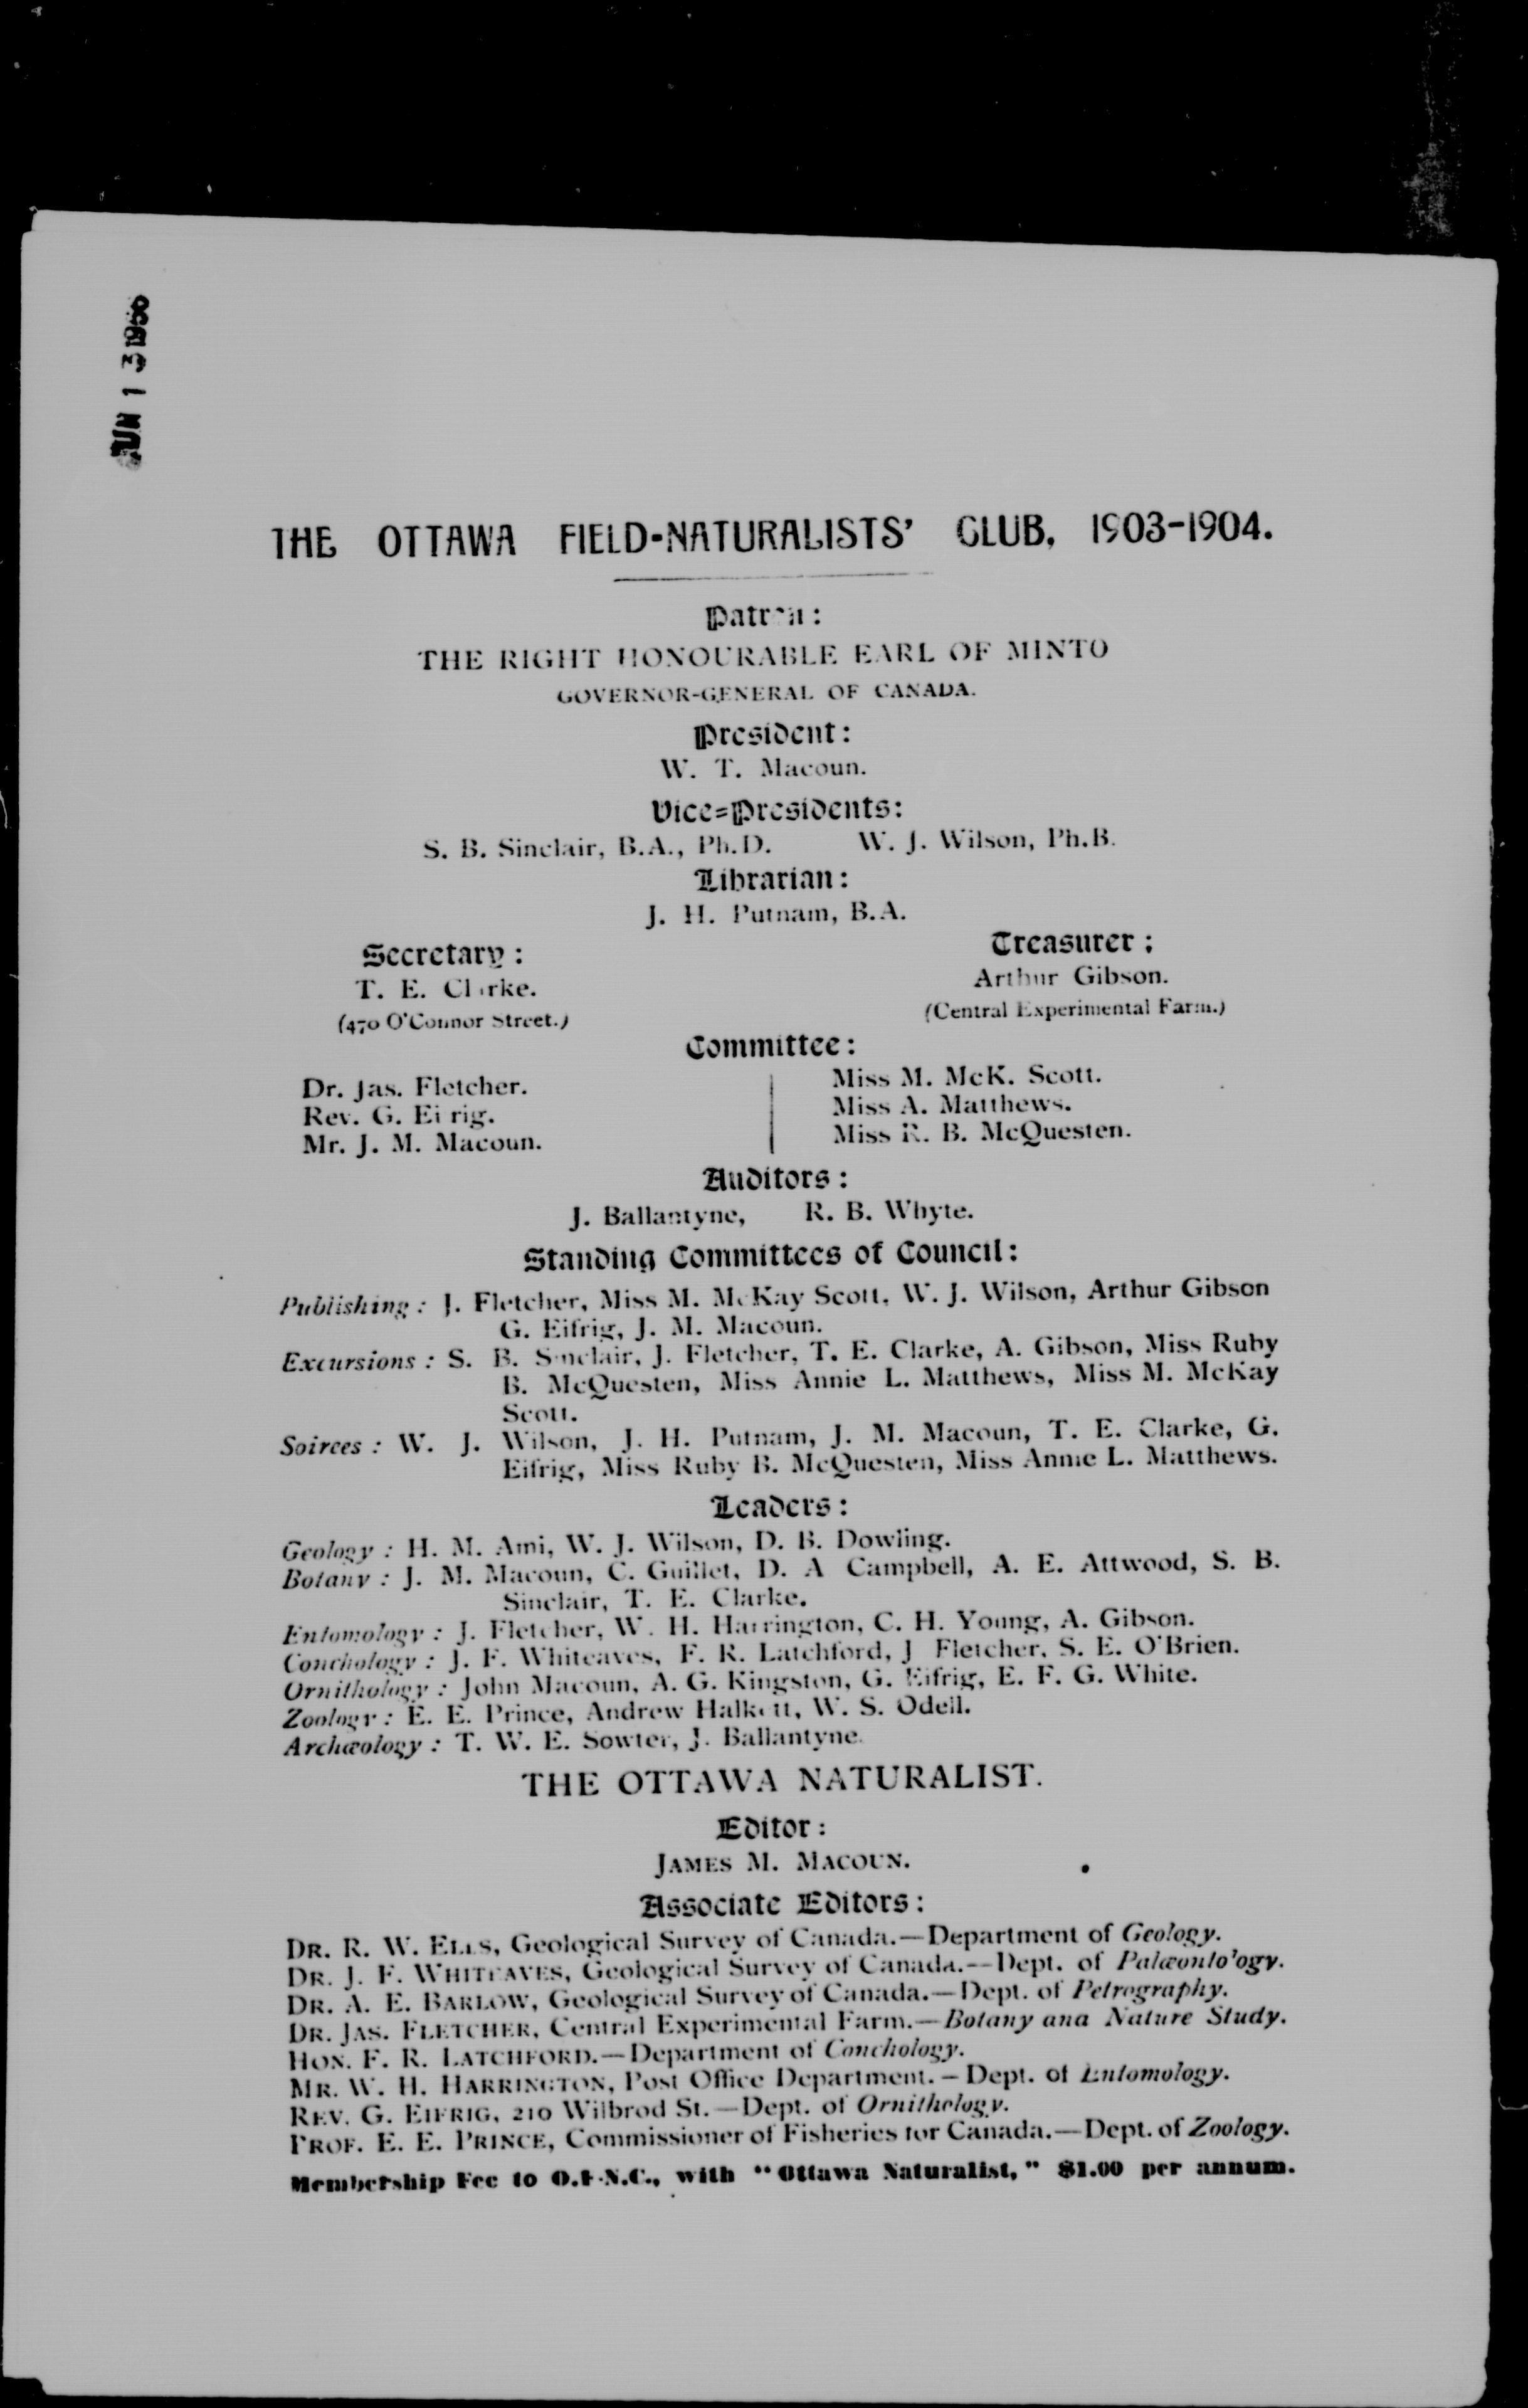 JUN 13 1956
THE OTTAWA FIELD-NATURALISTS' CLUB, 1903-1904.
Patron:
THE RIGHT HONOURABLE EARL OF MINTO
GOVERNOR-GENERAL OF CANADA.
President:
W. T. Macoun.
Vice-Presidents:
S. B. Sinclair, B.A., Ph.D. W. J. Wilson, Ph.B.
Librarian:
J. H. Putnam, B.A.
Secretary: Treasurer:
T. E. Clarke. Arthur Gibson.
(470 O'Connor Street.) (Central Experimental Farm.)
Committee:
Dr. Jas. Fletcher. Miss M. McK. Scott.
Rev. G. Eifrig. Miss A. Matthews.
Mr. J. M. Macoun. Miss R. B. McQuesten.
Auditors:
J. Ballantyne, R. B. Whyte.
Standing Committees of Council:
Publishing: J. Fletcher, Miss M. McKay Scott, W. J. Wilson, Arthur Gibson
G. Eifrig, J. M. Macoun.
Excursions: S. B. Sinclair, J. Fletcher, T. E. Clarke, A. Gibson, Miss Ruby
B. McQuesten, Miss Annie L. Matthews, Miss M. McKay
Scott.
Soirees: W. J. Wilson, J. H. Putnam, J. M. Macoun, T. E. Clarke, G.
Eifrig, Miss Ruby B. McQuesten, Miss Annie L. Matthews.
Leaders:
Geology: H. M. Ami, W. J. Wilson, D. B. Dowling.
Botany: J. M. Macoun, C. Guillet, D. A Campbell, A. E. Attwood, S. B.
Sinclair, T. E. Clarke.
Entomology: J. Fletcher, W. H. Harrington, C. H. Young, A. Gibson.
Conchology: J. F. Whiteaves, F. R. Latchford, J Fletcher, S. E. O'Brien.
Ornithology: John Macoun, A. G. Kingston, G. Eifrig, E. F. G. White.
Zoology: E. E. Prince, Andrew Halkett, W. S. Odell.
Archæology: T. W. E. Sowter, J. Ballantyne.
THE OTTAWA NATURALIST.
Editor:
JAMES M. MACOUN.
Associate Editors:
DR. R. W. ELLS, Geological Survey of Canada.—Department of Geology.
DR. J. F. WHITEAVES, Geological Survey of Canada.—Dept. of Palæontology.
DR. A. E. BARLOW, Geological Survey of Canada.—Dept. of Petrography.
DR. JAS. FLETCHER, Central Experimental Farm.—Botany and Nature Study.
HON. F. R. LATCHFORD.—Department of Conchology.
MR. W. H. HARRINGTON, Post Office Department.—Dept. of Entomology.
REV. G. EIFRIG, 210 Wilbrod St.—Dept. of Ornithology.
PROF. E. E. PRINCE, Commissioner of Fisheries for Canada.—Dept. of Zoology.
Membership Fee to O.F.N.C., with "Ottawa Naturalist," $1.00 per annum.